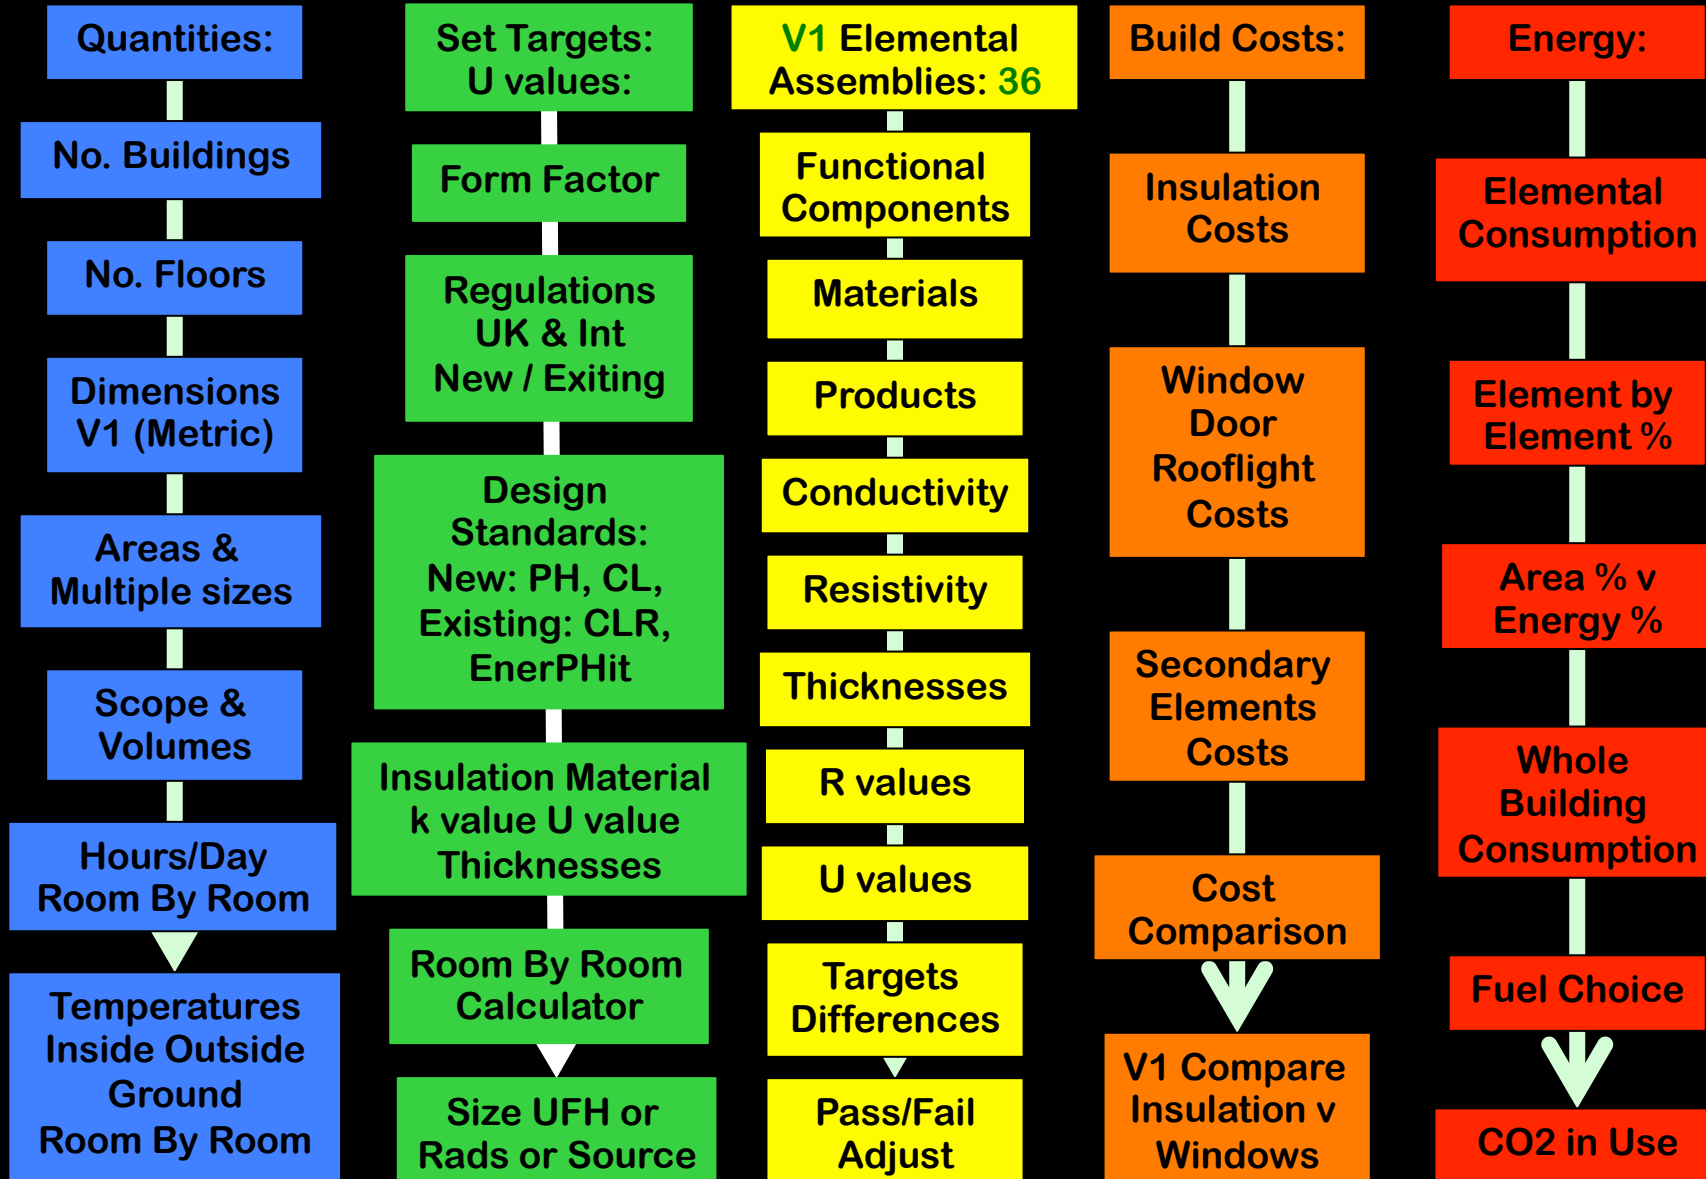 Quantities:
No. Buildings
No. Floors
Dimensions
V1 (Metric)
Areas &
Multiple sizes
Scope &
Volumes
Hours/Day
Room By Room
Temperatures
Inside Outside
Ground
Room By Room
Set Targets:
U values:
Form Factor
Regulations
UK & Int
New / Exiting
Design
Standards:
New: PH, CL,
Existing: CLR,
EnerPHit
Insulation Material
k value U value
Thicknesses
Room By Room
Calculator
Size UFH or
Rads or Source
V1 Elemental
Assemblies: 36
Functional
Components
Materials
Products
Conductivity
Resistivity
Thicknesses
R values
U values
Targets
Differences
Pass/Fail
Adjust
Build Costs:
Insulation
Costs
Window
Door
Rooflight
Costs
Secondary
Elements
Costs
Cost
Comparison
V1 Compare
Insulation v
Windows
Energy:
Elemental
Consumption
Element by
Element %
Area % v
Energy %
Whole
Building
Consumption
Fuel Choice
CO2 in Use